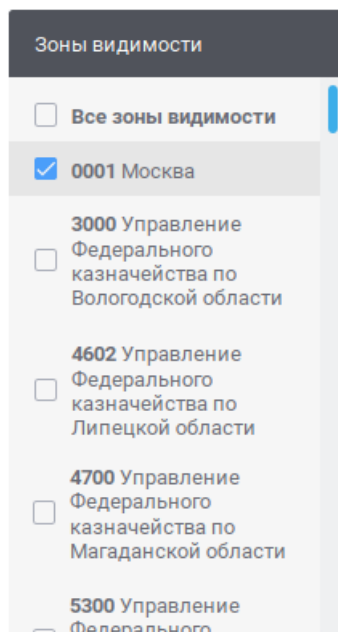 Зоны видимости
Все зоны видимости
0001 Москва
3000 Управление
Федерального
казначейства по
Вологодской области
4602 Управление
Федерального
казначейства по
Липецкой области
4700 Управление
Федерального
казначейства по
Магаданской области
5300 Управление
Федерального